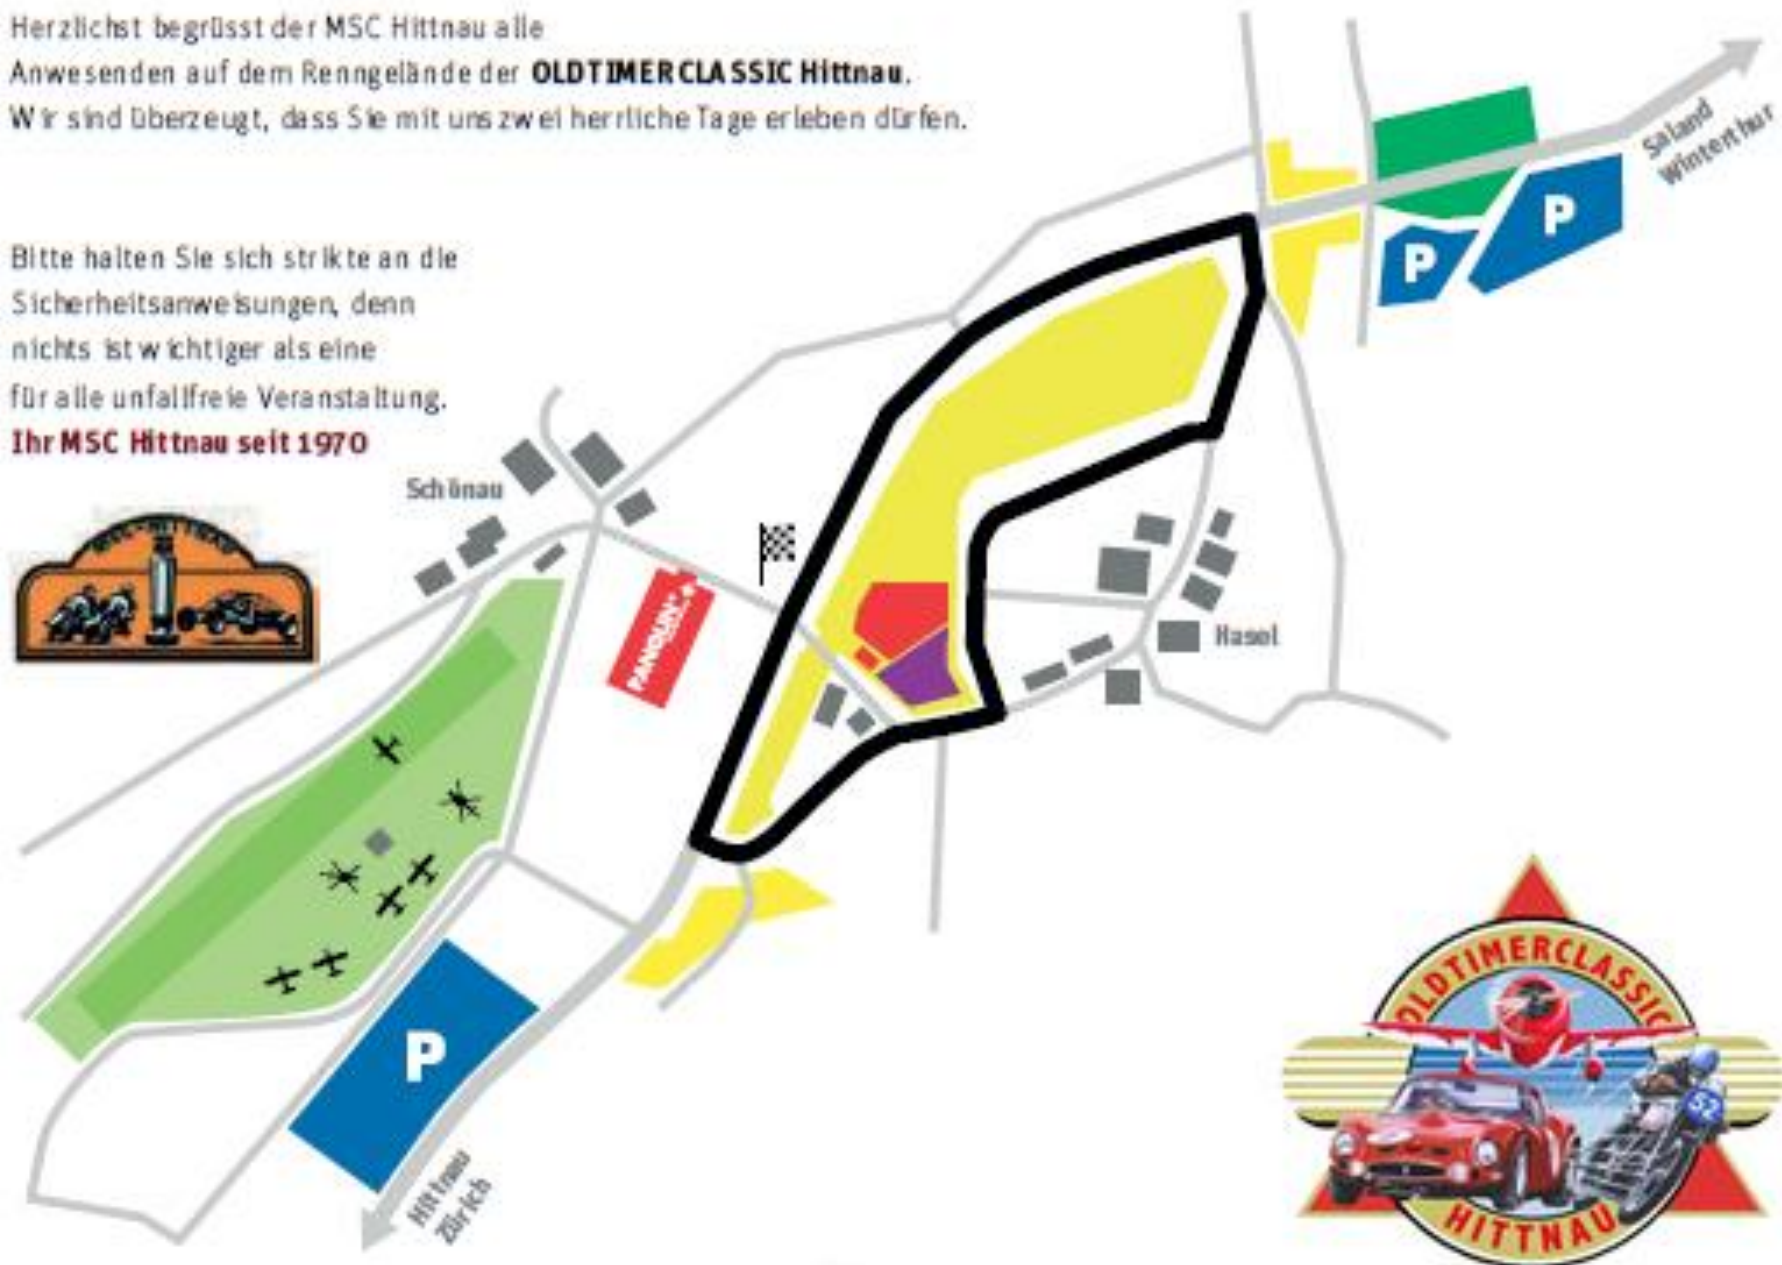 Herzlichst begrüsst der MSC Hittnau alle
Anwesenden auf dem Renngelände der OLDTIMERCLASSIC Hittnau.
Wir sind überzeugt, dass Sie mit uns zwei herrliche Tage erleben dürfen.
Bitte halten Sie sich strikte an die
Sicherheitsanweisungen, denn
nichts ist wichtiger als eine
für alle unfallfreie Veranstaltung.
Ihr MSC Hittnau seit 1970
MSC-HITTNAU
Saland
Winterthur
P
P
Schönau
PANOLIN
Hasel
P
Hittnau
Zürich
OLDTIMERCLASSIC
52
HITTNAU